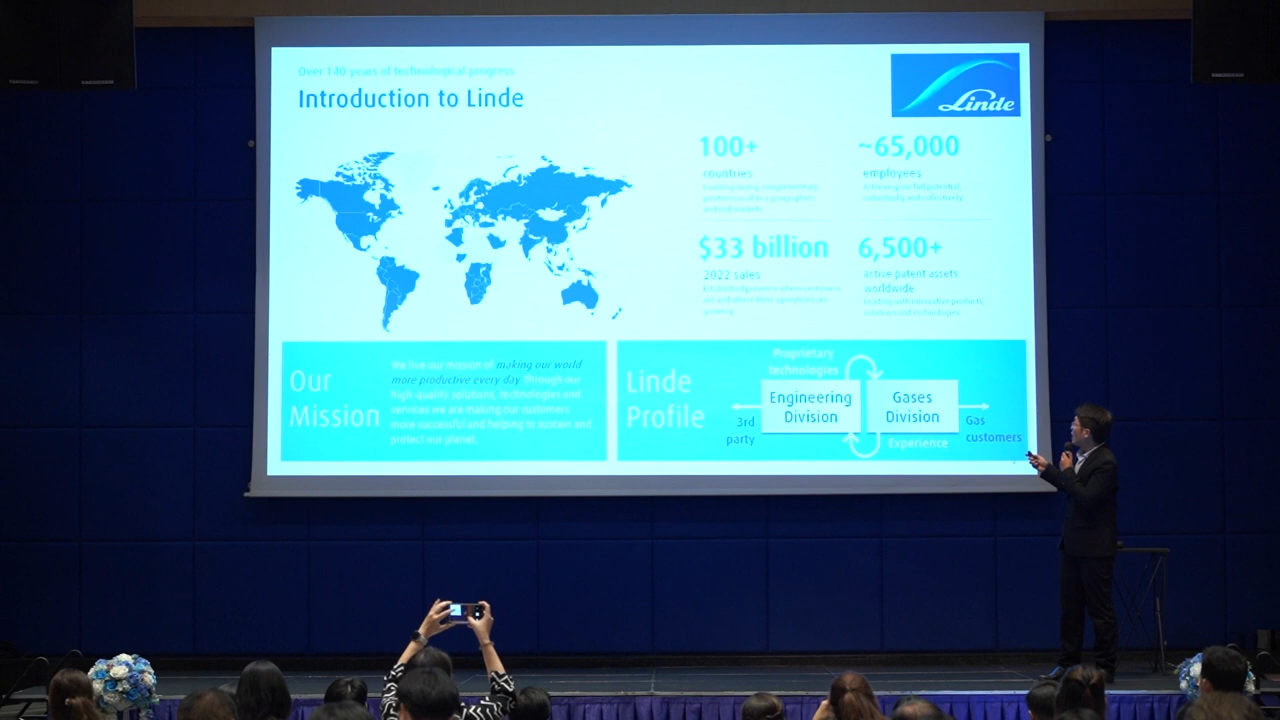 Over 140 years of technological progress
Introduction to Linde
Linde
100+
countries
~65,000
employees
$33 billion
2022 sales
6,500+
active patent assets
worldwide
Our
Mission
We live our mission of making our world
more productive every day. Through our
high-quality solutions, technologies and
services we are making our customers
more successful and helping to sustain and
protect our planet.
Linde
Profile
Proprietary
technologies
Engineering
Division
Gases
Division
3rd
party
Experience
Gas
customers